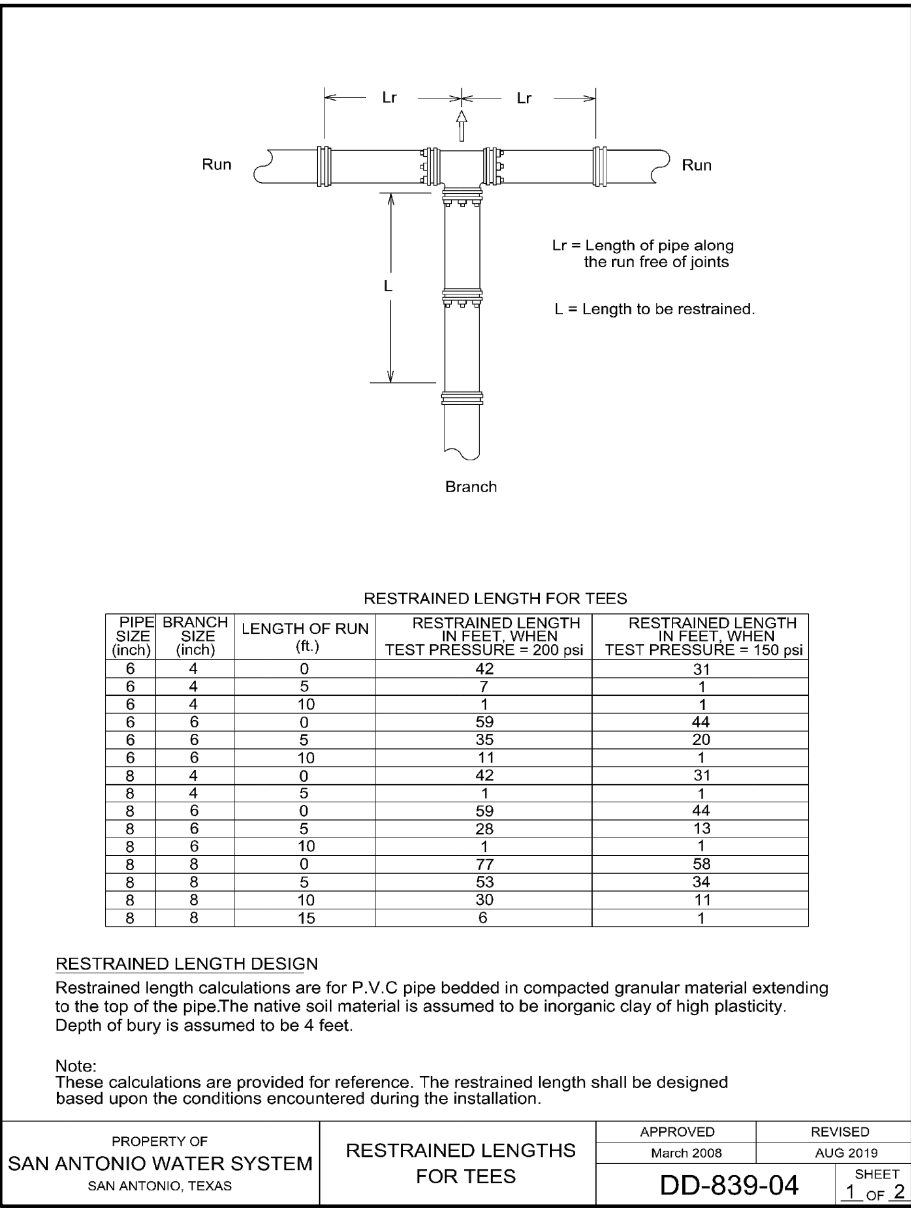 Lr Lr
Run Run
L
Lr = Length of pipe along
the run free of joints
L = Length to be restrained.
Branch
RESTRAINED LENGTH FOR TEES
PIPE SIZE (inch) BRANCH SIZE (inch) LENGTH OF RUN (ft.) RESTRAINED LENGTH IN FEET, WHEN TEST PRESSURE = 200 psi RESTRAINED LENGTH IN FEET, WHEN TEST PRESSURE = 150 psi
6 4 0 42 31
6 4 5 7 1
6 4 10 1 1
6 6 0 59 44
6 6 5 35 20
6 6 10 11 1
8 4 0 42 31
8 4 5 1 1
8 6 0 59 44
8 6 5 28 13
8 6 10 1 1
8 8 0 77 58
8 8 5 53 34
8 8 10 30 11
8 8 15 6 1
RESTRAINED LENGTH DESIGN
Restrained length calculations are for P.V.C pipe bedded in compacted granular material extending
to the top of the pipe.The native soil material is assumed to be inorganic clay of high plasticity.
Depth of bury is assumed to be 4 feet.
Note:
These calculations are provided for reference. The restrained length shall be designed
based upon the conditions encountered during the installation.
PROPERTY OF
SAN ANTONIO WATER SYSTEM
SAN ANTONIO, TEXAS
RESTRAINED LENGTHS
FOR TEES
APPROVED REVISED
March 2008 AUG 2019
DD-839-04
SHEET
1 OF 2